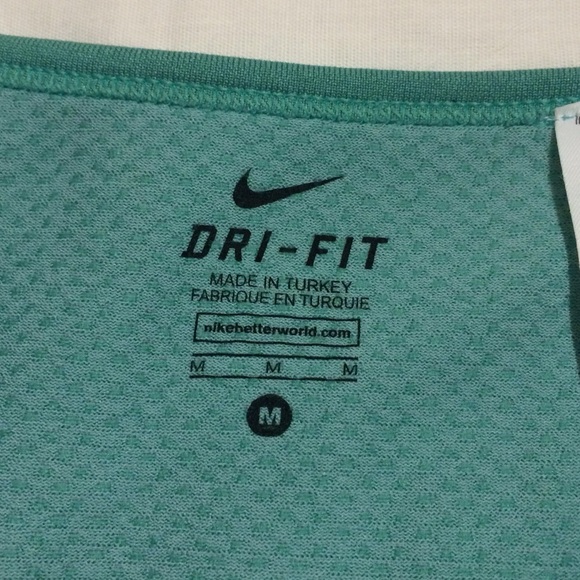 DRI-FIT
MADE IN TURKEY
FABRIQUE EN TURQUIE
nikebetterworld.com
M M M
M